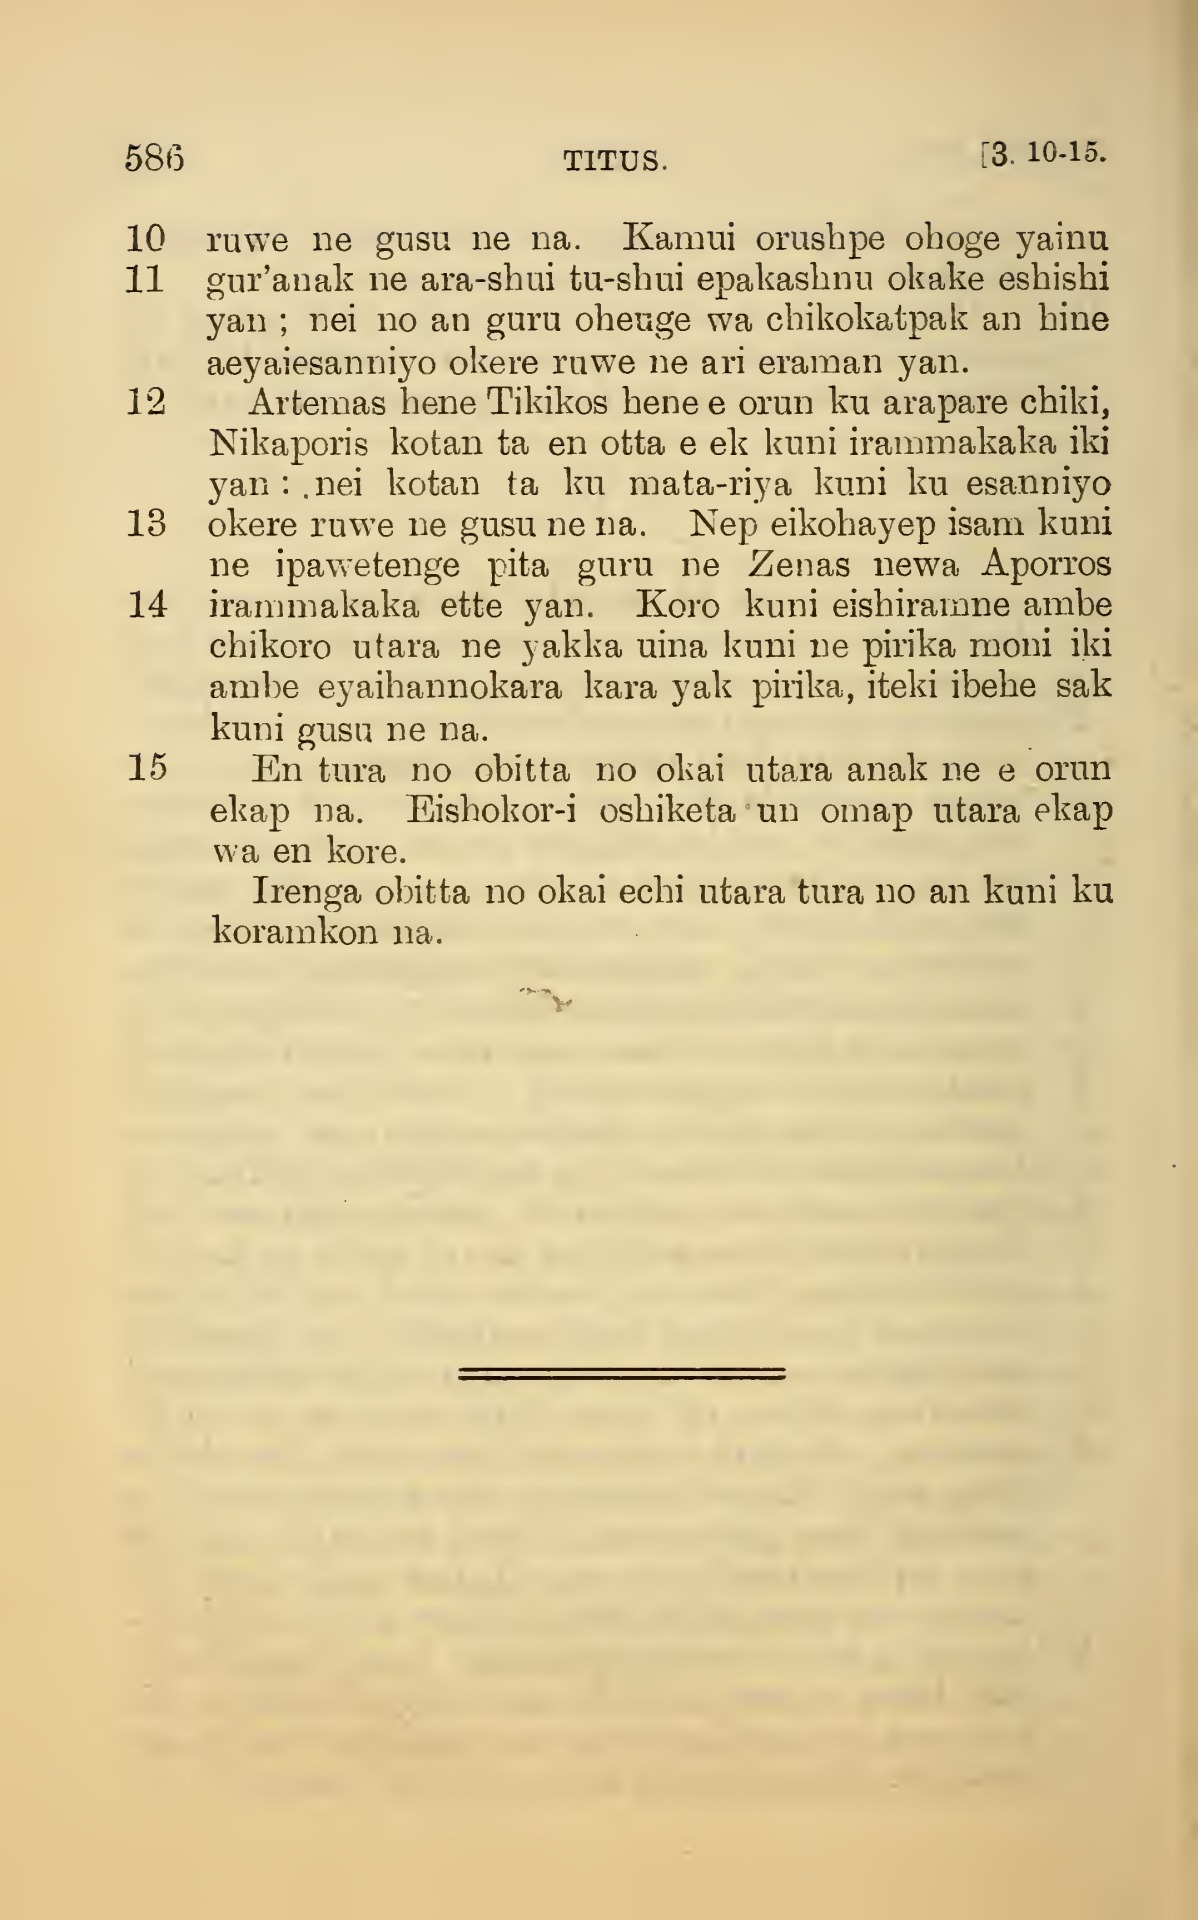 586 TITUS. [3. 10-15.
10 ruwe ne gusu ne na. Kamui orushpe ohoge yainu
11 gur'anak ne ara-shui tu-shui epakashnu okake eshishi
yan ; nei no an guru oheuge wa chikokatpak an hine
aeyaiesanniyo okere ruwe ne ari eraman yan.
12 Artemas hene Tikikos hene e orun ku arapare chiki,
Nikaporis kotan ta en otta e ek kuni irammakaka iki
yan : nei kotan ta ku mata-riya kuni ku esanniyo
13 okere ruwe ne gusu ne na. Nep eikohayep isam kuni
ne ipawetenge pita guru ne Zenas newa Aporros
14 irammakaka ette yan. Koro kuni eishiramne ambe
chikoro utara ne yakka uina kuni ne pirika moni iki
ambe eyaihannokara kara yak pirika, iteki ibehe sak
kuni gusu ne na.
15 En tura no obitta no okai utara anak ne e orun
ekap na. Eishokor-i oshiketa un omap utara ekap
wa en kore.
Irenga obitta no okai echi utara tura no an kuni ku
koramkon na.